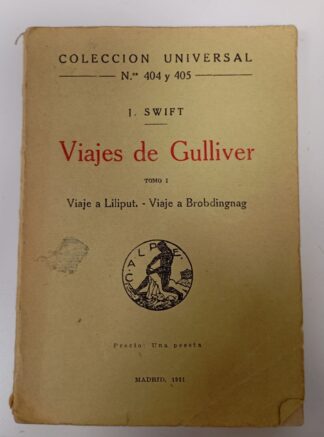 COLECCION UNIVERSAL
N.os 404 y 405
J. SWIFT
Viajes de Gulliver
TOMO I
Viaje a Liliput. - Viaje a Brobdingnag
CALPE
Precio: Una peseta
MADRID, 1921